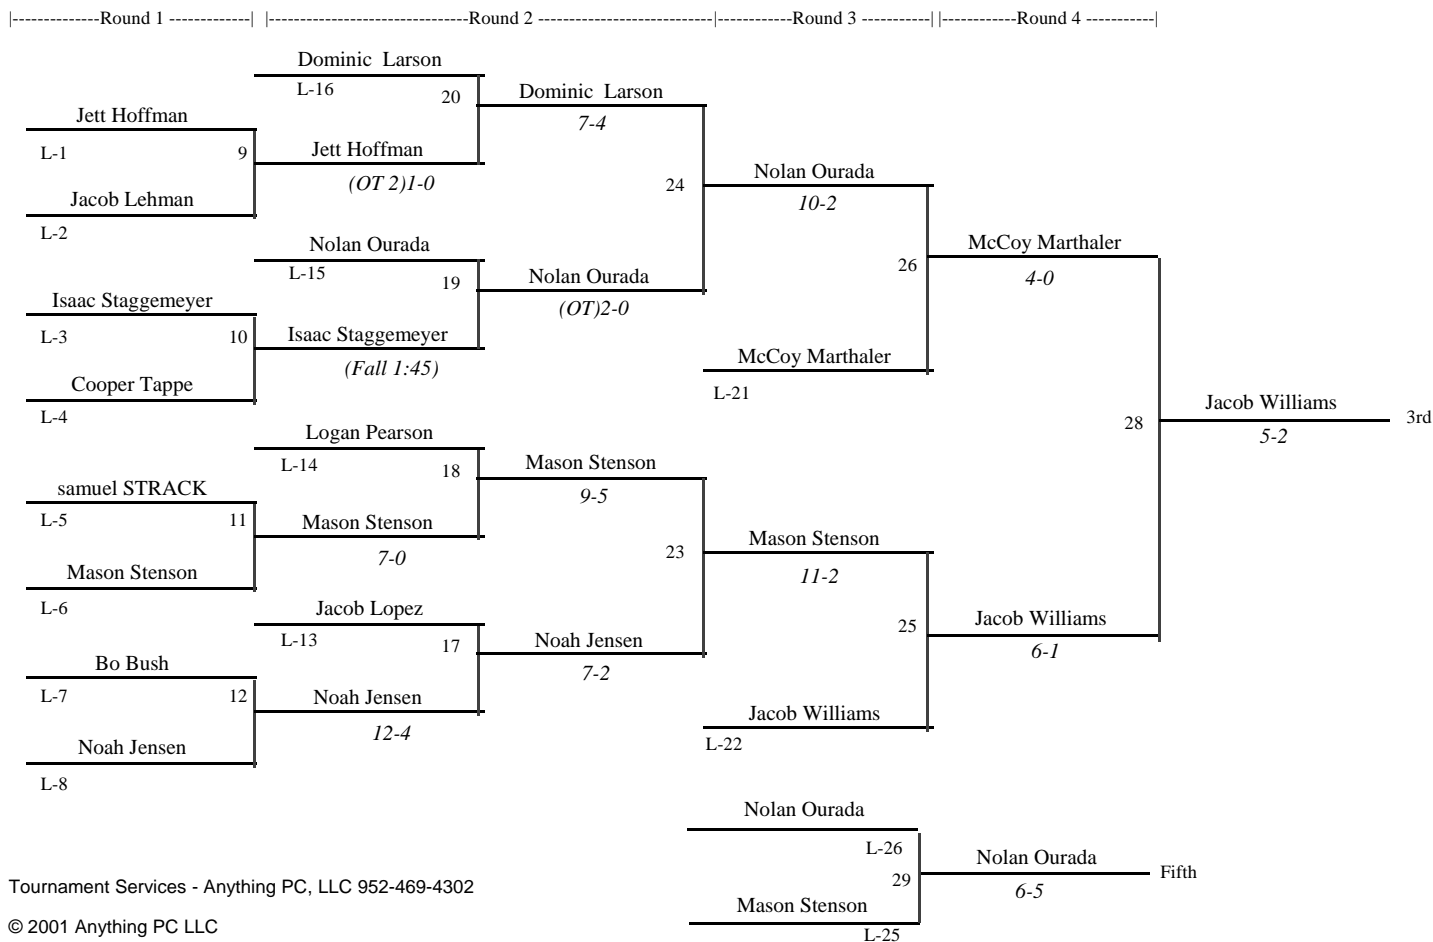 |-------------Round 1 -------------| |------------------------------Round 2 --------------------------|------------Round 3 -----------| |-----------Round 4 ----------|
Dominic  Larson
L-16
20
Dominic  Larson
7-4
Jett Hoffman
L-1
9
Jett Hoffman
(OT 2)1-0
Jacob Lehman
L-2
24
Nolan Ourada
10-2
Nolan Ourada
L-15
19
Nolan Ourada
(OT)2-0
Isaac Staggemeyer
L-3
10
Isaac Staggemeyer
(Fall 1:45)
Cooper Tappe
L-4
26
McCoy Marthaler
4-0
McCoy Marthaler
L-21
28
Jacob Williams
5-2
3rd
Logan Pearson
L-14
18
Mason Stenson
9-5
samuel STRACK
L-5
11
Mason Stenson
7-0
Mason Stenson
L-6
23
Mason Stenson
11-2
Jacob Lopez
L-13
17
Noah Jensen
7-2
Bo Bush
L-7
12
Noah Jensen
12-4
Noah Jensen
L-8
25
Jacob Williams
6-1
Jacob Williams
L-22
Nolan Ourada
L-26
29
Nolan Ourada
6-5
Fifth
Mason Stenson
L-25
Tournament Services - Anything PC, LLC 952-469-4302
© 2001 Anything PC LLC